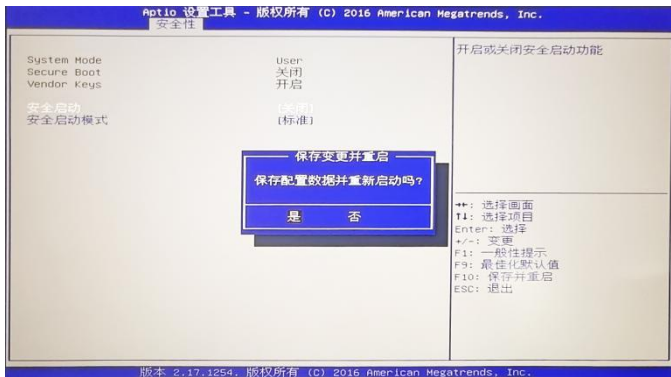 Aptio 设置工具 - 版权所有 (C) 2016 American Megatrends, Inc.
安全性
System Mode User
Secure Boot 关闭
Vendor Keys 开启
安全启动 [关闭]
安全启动模式 [标准]
开启或关闭安全启动功能
保存变更并重启
保存配置数据并重新启动吗?
是 否
→←: 选择画面
↑↓: 选择项目
Enter: 选择
+/-: 变更
F1: 一般性提示
F9: 最佳化默认值
F10: 保存并重启
ESC: 退出
版本 2.17.1254. 版权所有 (C) 2016 American Megatrends, Inc.